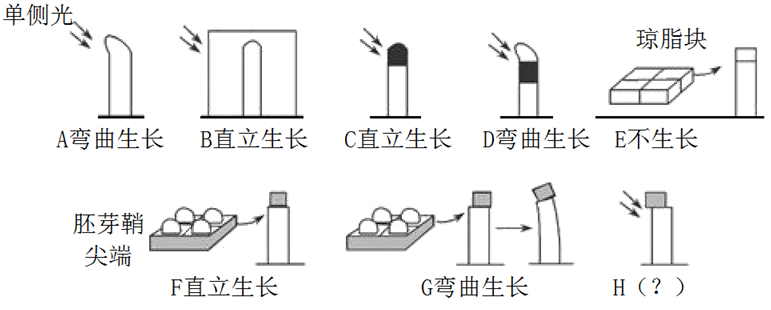 单侧光
琼脂块
A弯曲生长
B直立生长
C直立生长
D弯曲生长
E不生长
胚芽鞘
尖端
F直立生长
G弯曲生长
H（？）